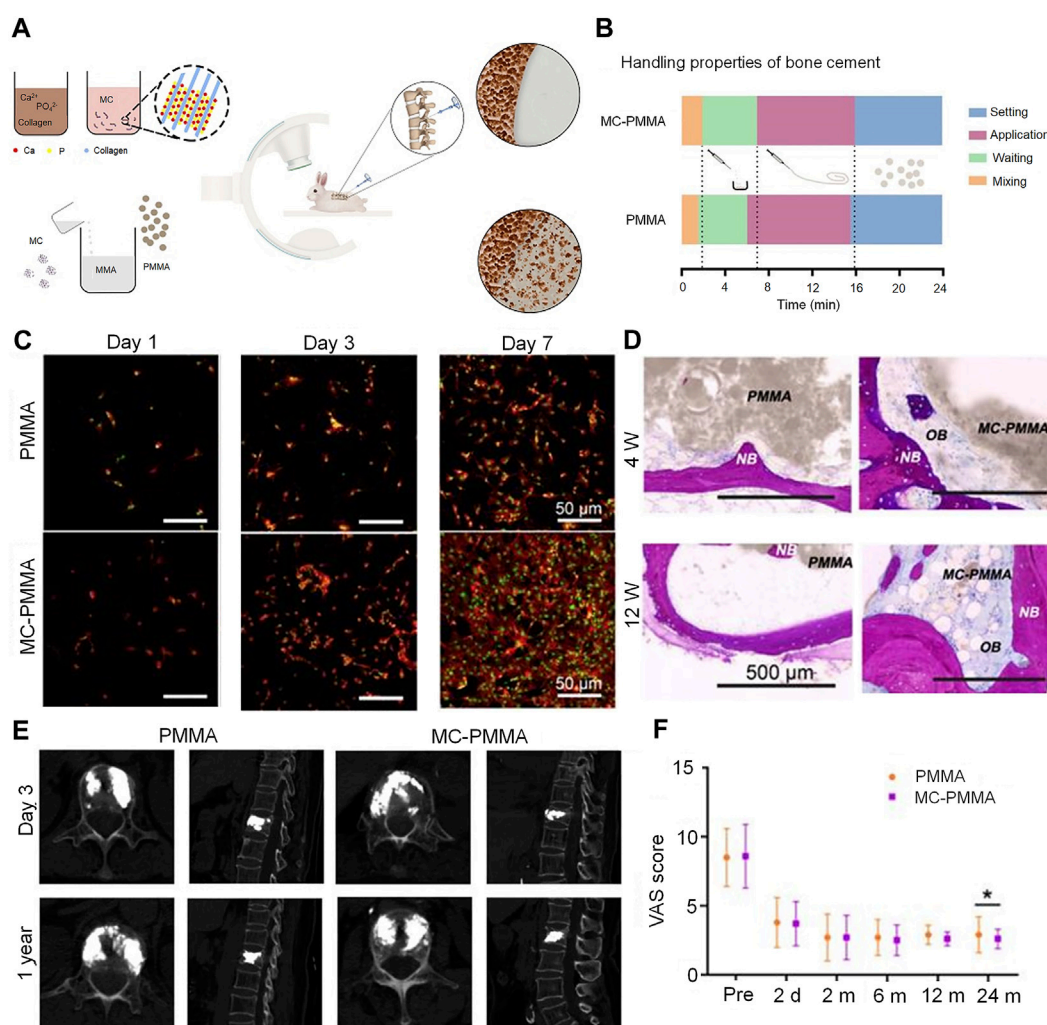 A
Ca²⁺
PO₄²⁻
Collagen
MC
Ca P Collagen
MC
MMA
PMMA
B
Handling properties of bone cement
MC-PMMA
PMMA
Setting
Application
Waiting
Mixing
0 4 8 12 16 20 24
Time (min)
C
Day 1 Day 3 Day 7
PMMA
50 µm
MC-PMMA
50 µm
D
4 W
PMMA
NB
OB
MC-PMMA
NB
12 W
NB
PMMA
500 µm
MC-PMMA
NB
OB
E
PMMA MC-PMMA
Day 3
1 year
F
15
10
5
0
VAS score
PMMA
MC-PMMA
*
Pre 2 d 2 m 6 m 12 m 24 m